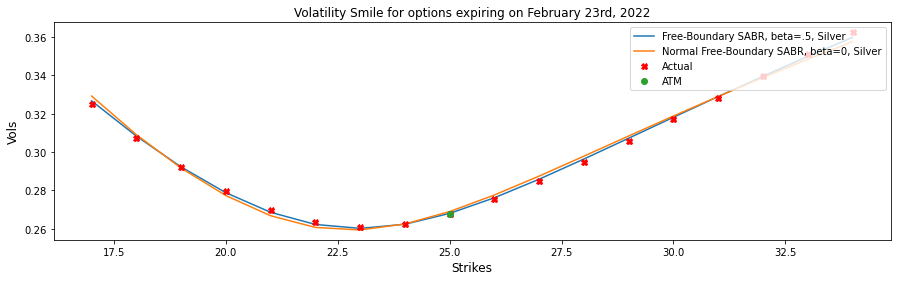 Volatility Smile for options expiring on February 23rd, 2022
Free-Boundary SABR, beta=.5, Silver
Normal Free-Boundary SABR, beta=0, Silver
Actual
ATM
0.36
0.34
0.32
0.30
0.28
0.26
Vols
17.5
20.0
22.5
25.0
27.5
30.0
32.5
Strikes